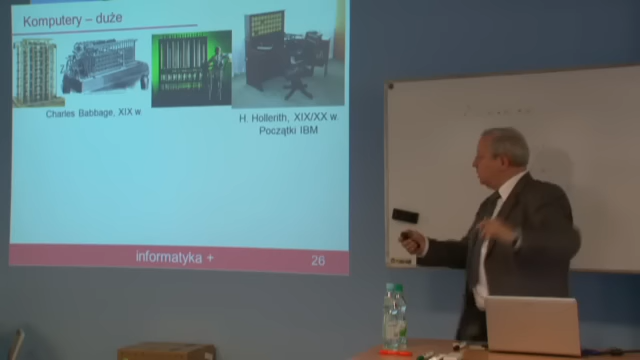 Komputery – duże
Charles Babbage, XIX w.
H. Hollerith, XIX/XX w.
Początki IBM
informatyka +
26